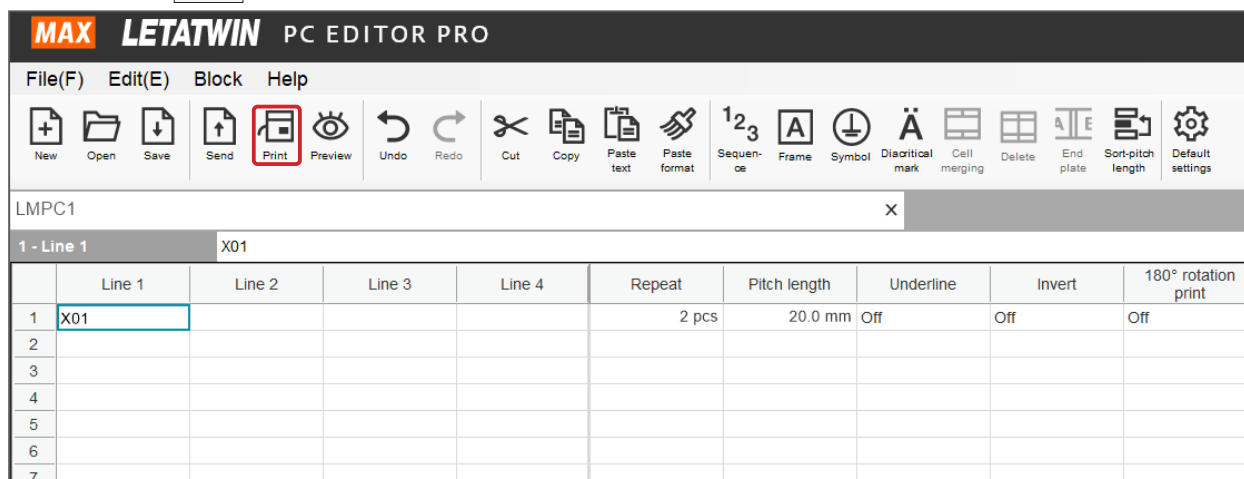 MAX LETATWIN PC EDITOR PRO
File(F) Edit(E) Block Help
New Open Save Send Print Preview Undo Redo Cut Copy Paste text Paste format Sequen-ce Frame Symbol Diacritical mark Cell merging Delete End plate Sort-pitch length Default settings
LMPC1 ×
1 - Line 1 X01
Line 1 Line 2 Line 3 Line 4 Repeat Pitch length Underline Invert 180° rotation print
1 X01 2 pcs 20.0 mm Off Off Off
2
3
4
5
6
7